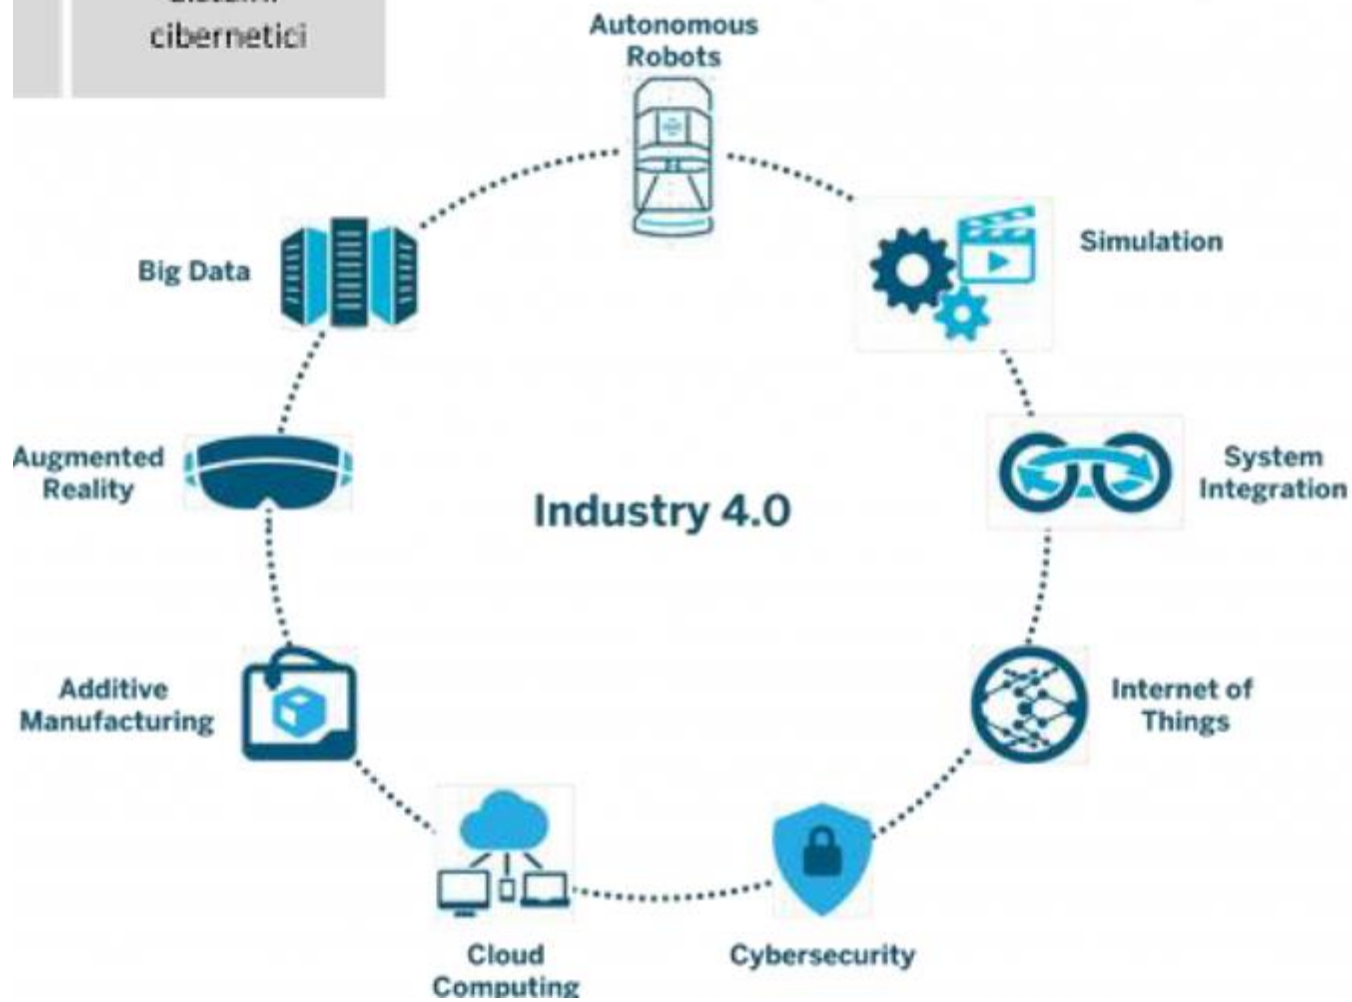 cibernetici
Autonomous
Robots
Simulation
System
Integration
Internet of
Things
Cybersecurity
Cloud
Computing
Additive
Manufacturing
Augmented
Reality
Big Data
Industry 4.0